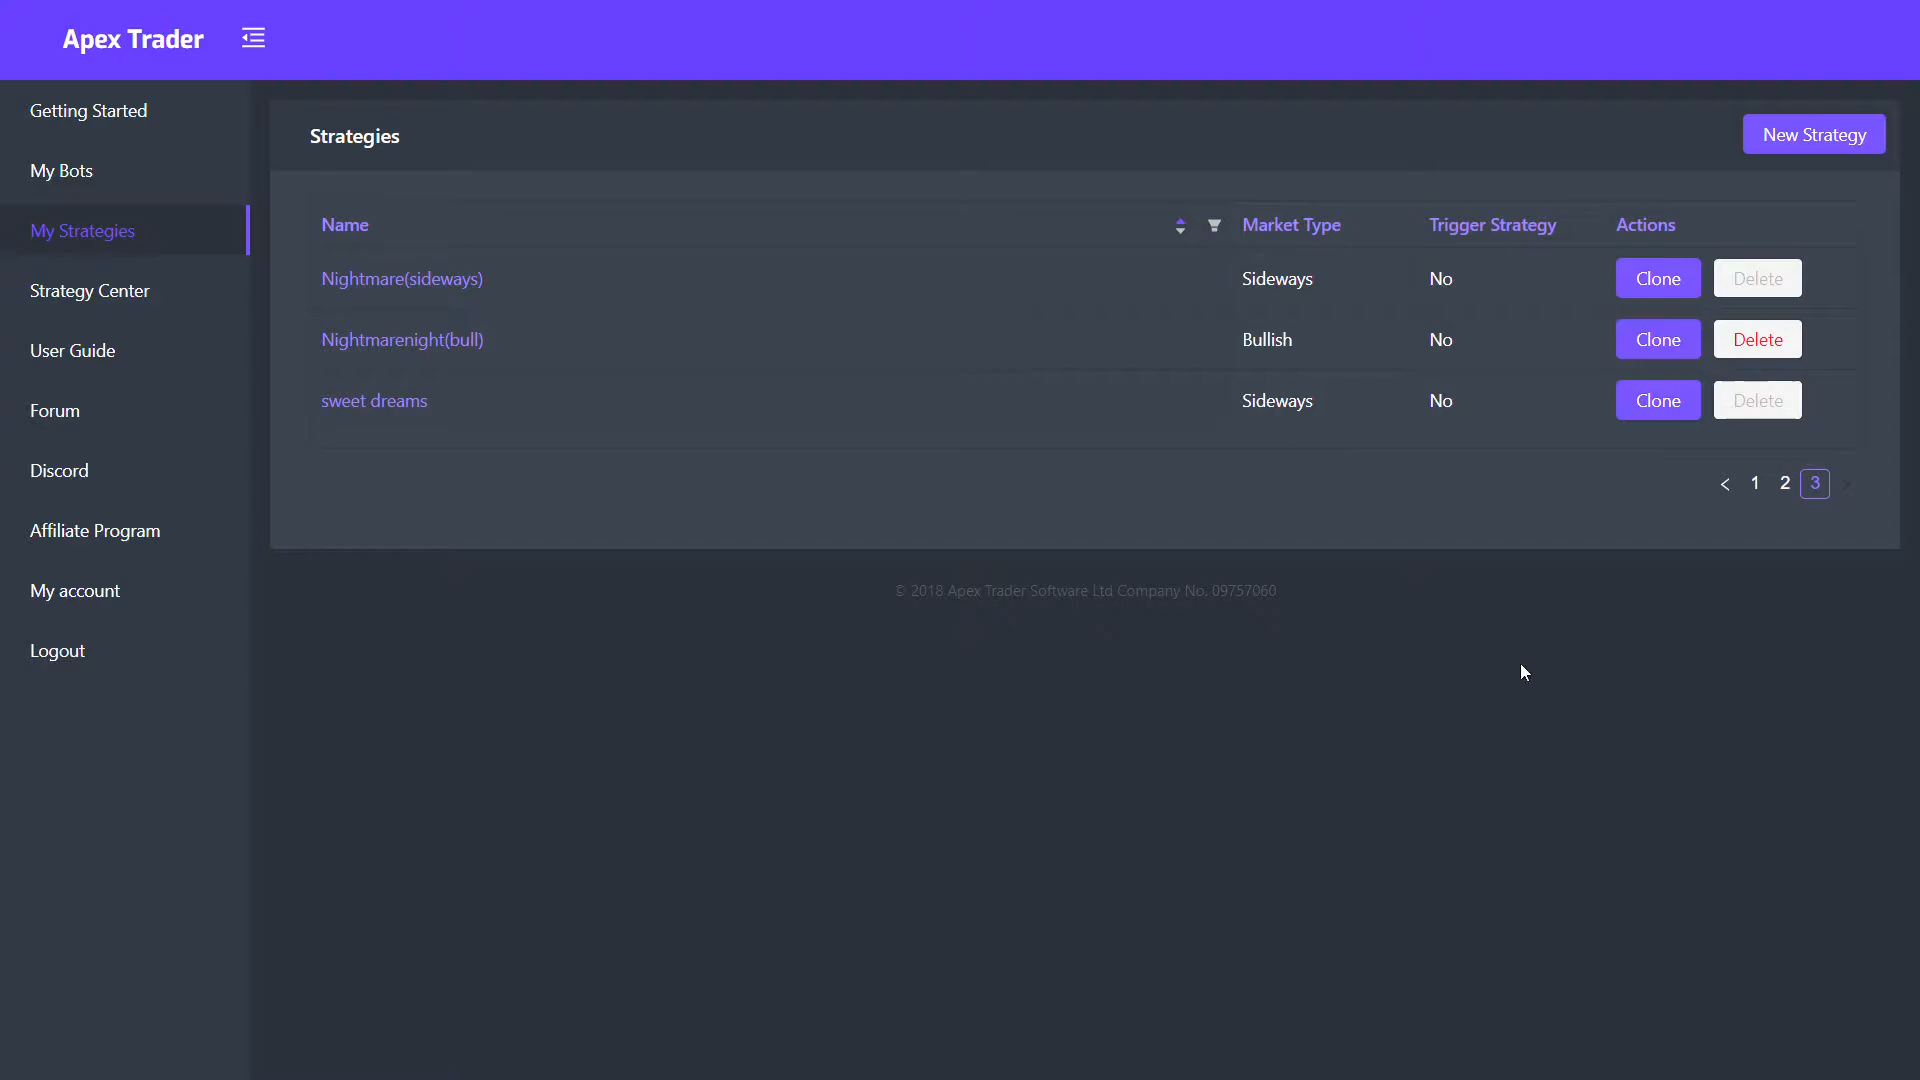 Apex Trader
Getting Started
My Bots
My Strategies
Strategy Center
User Guide
Forum
Discord
Affiliate Program
My account
Logout
Strategies
New Strategy
Name Market Type Trigger Strategy Actions
Nightmare(sideways) Sideways No Clone Delete
Nightmarenight(bull) Bullish No Clone Delete
sweet dreams Sideways No Clone Delete
< 1 2 3 >
© 2018 Apex Trader Software Ltd Company No. 09757060